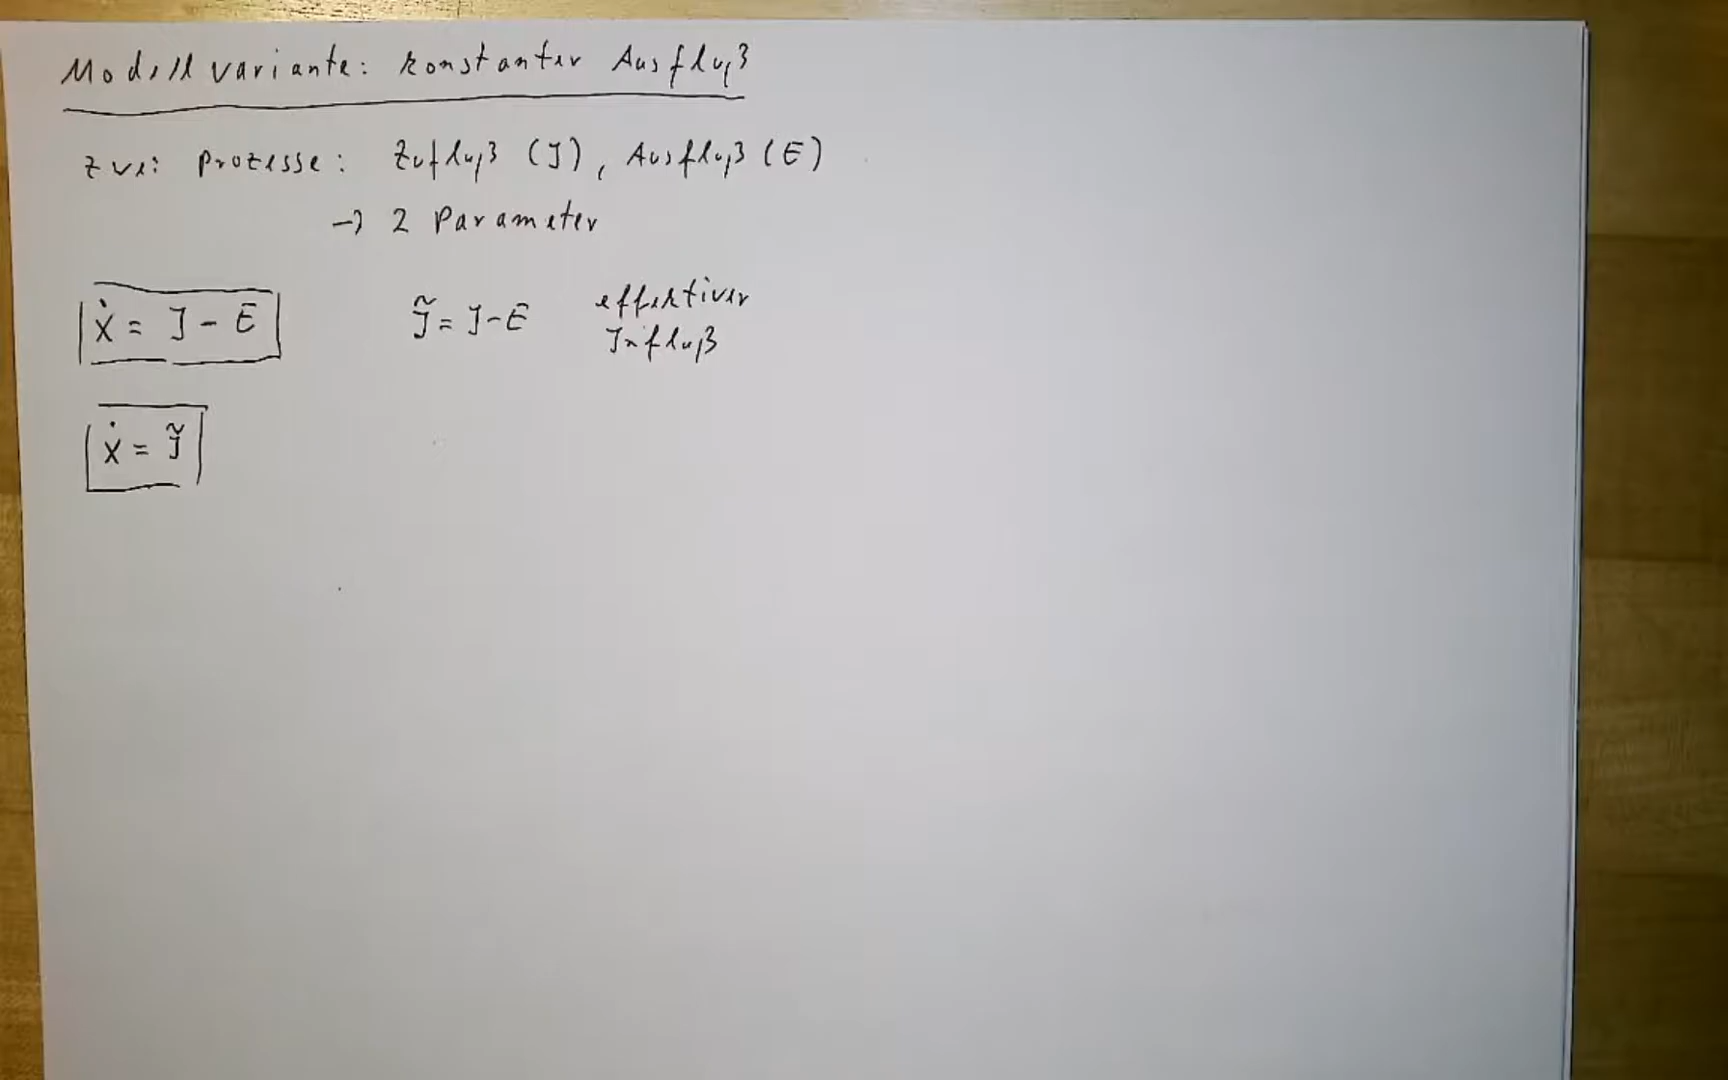 Modellvariante: konstanter Ausfluß
zwei Prozesse: Zufluß (J), Ausfluß (E)
→ 2 Parameter
ẋ = J - E
J̃ = J - E effektiver
Influß
ẋ = J̃